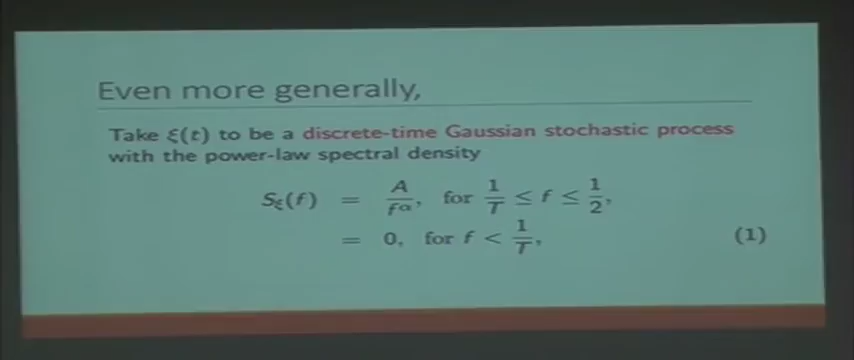 Even more generally,
Take ξ(t) to be a discrete-time Gaussian stochastic process
with the power-law spectral density
S_ξ(f) = A/f^α, for 1/T ≤ f ≤ 1/2,
= 0, for f < 1/T, (1)